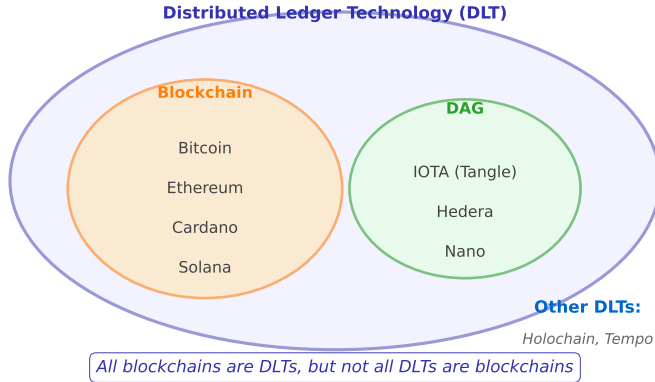 Distributed Ledger Technology (DLT)
Blockchain
Bitcoin
Ethereum
Cardano
Solana
DAG
IOTA (Tangle)
Hedera
Nano
Other DLTs:
Holochain, Tempo
All blockchains are DLTs, but not all DLTs are blockchains